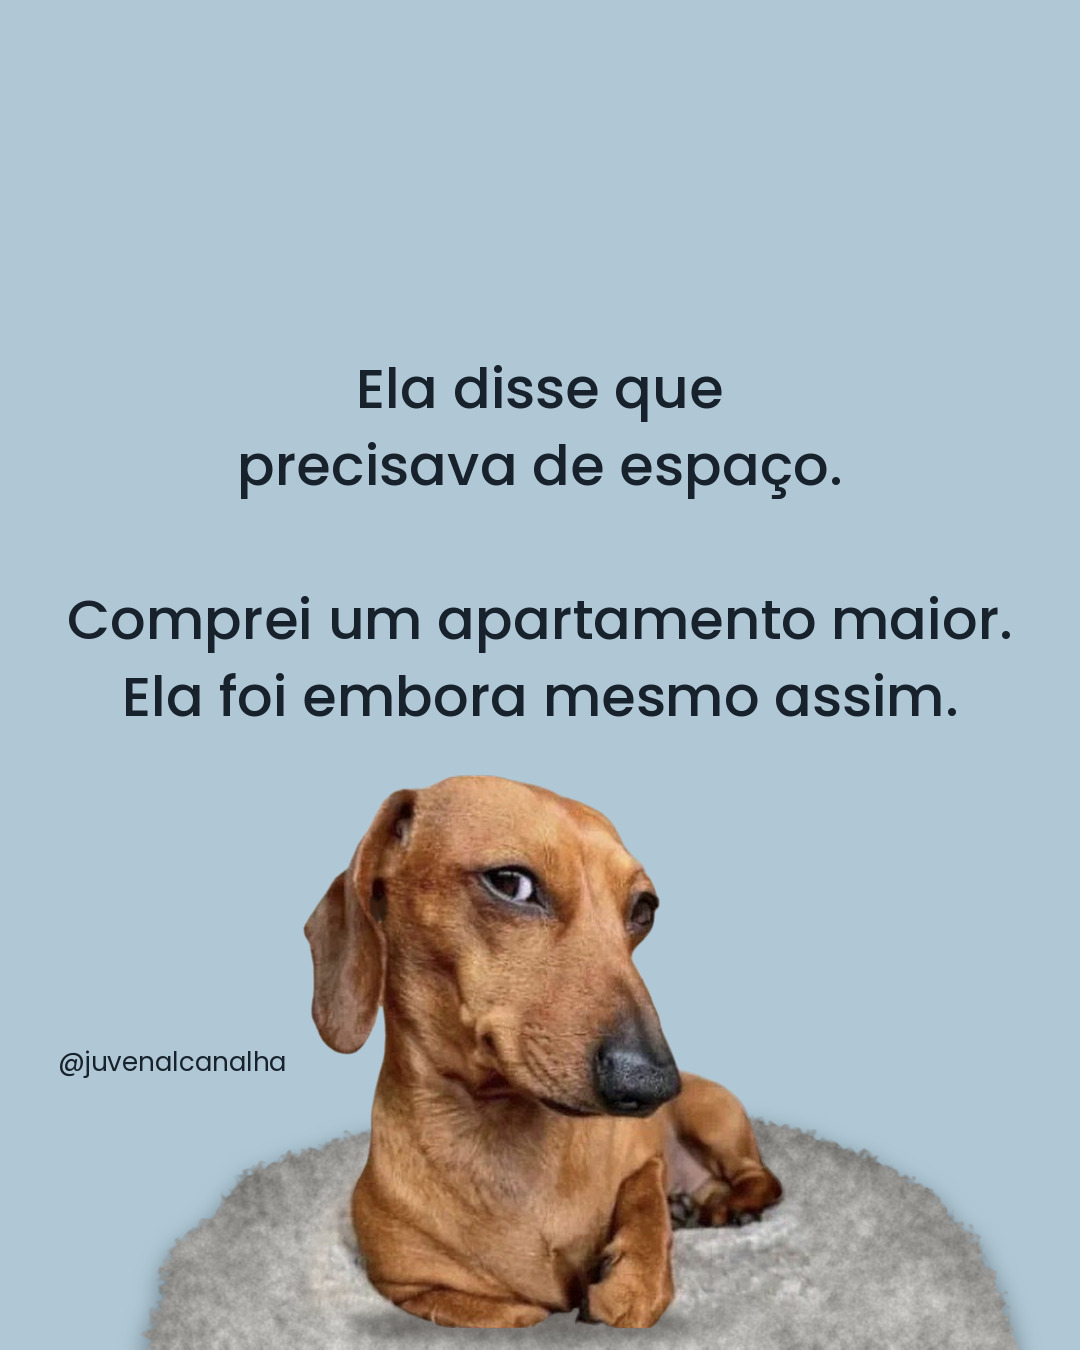 Ela disse que
precisava de espaço.
Comprei um apartamento maior.
Ela foi embora mesmo assim.
@juvenalcanalha